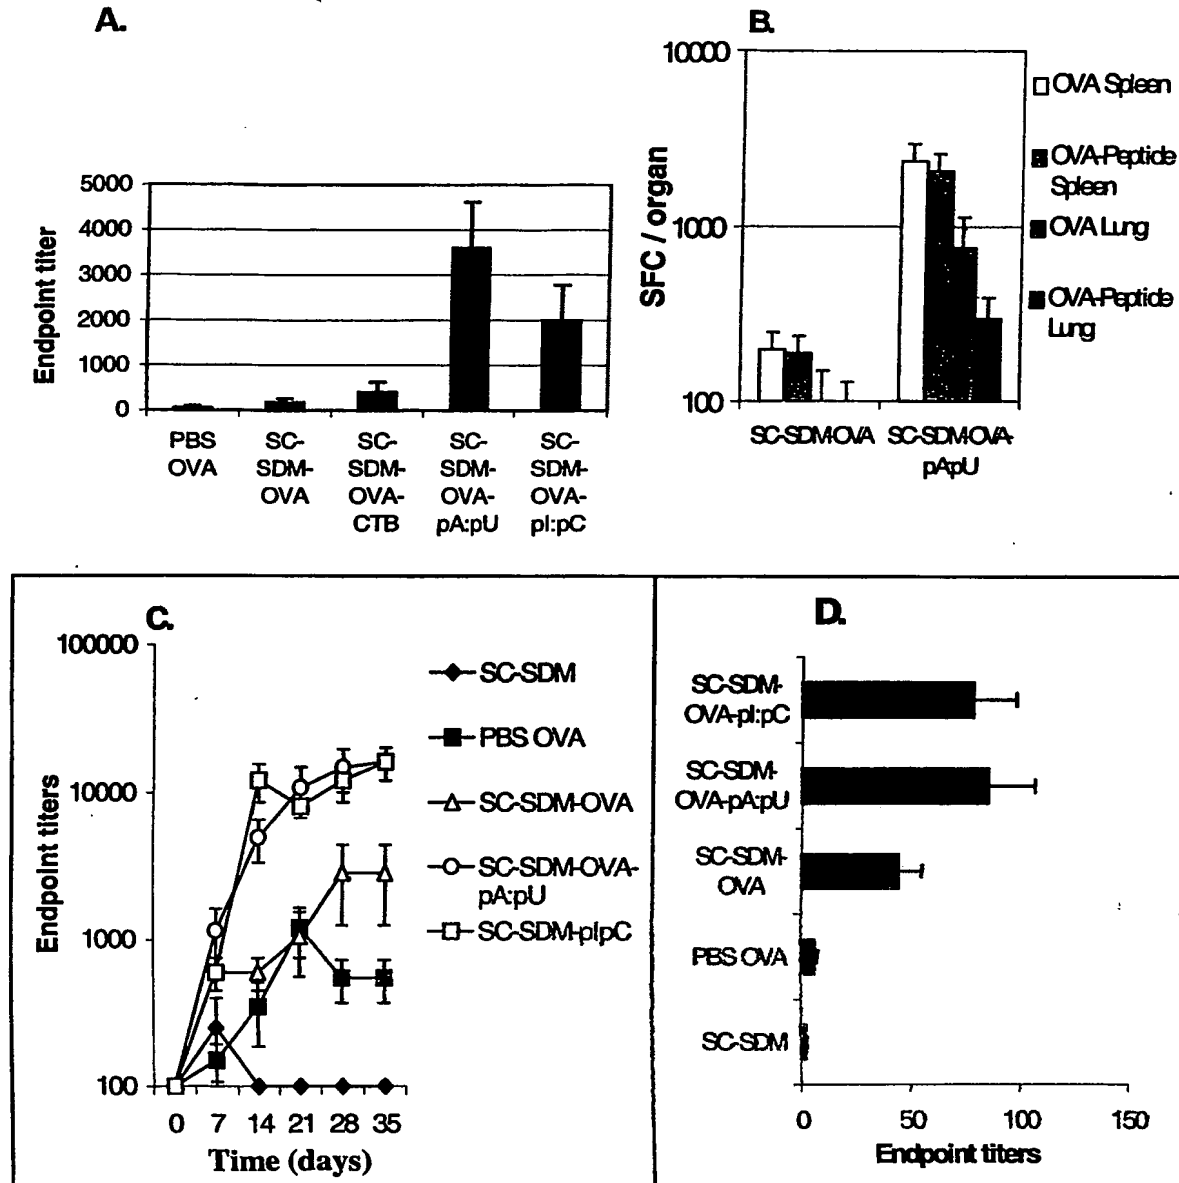 A.
Endpoint titer
5000
4000
3000
2000
1000
0
PBS
OVA
SC-
SDM-
OVA
SC-
SDM-
OVA-
CTB
SC-
SDM-
OVA-
pA:pU
SC-
SDM-
OVA-
pI:pC
B.
SFC / organ
10000
1000
100
SC-SDM-OVA
SC-SDM-OVA-
pA:pU
OVA Spleen
OVA-Peptide
Spleen
OVA Lung
OVA-Peptide
Lung
C.
Endpoint titers
100000
10000
1000
100
0 7 14 21 28 35
Time (days)
SC-SDM
PBS OVA
SC-SDM-OVA
SC-SDM-OVA-
pA:pU
SC-SDM-pIpC
D.
SC-SDM-
OVA-pI:pC
SC-SDM-
OVA-pA:pU
SC-SDM-
OVA
PBS OVA
SC-SDM
0 50 100 150
Endpoint titers